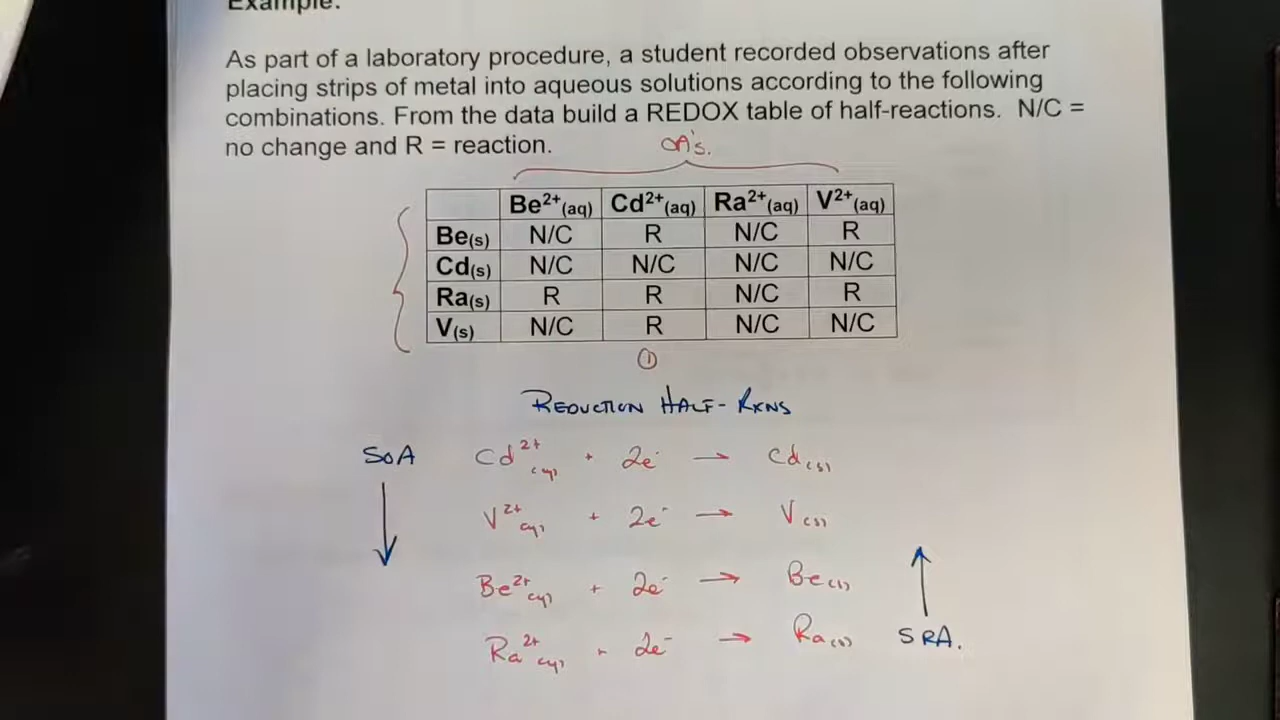 Example:
As part of a laboratory procedure, a student recorded observations after
placing strips of metal into aqueous solutions according to the following
combinations. From the data build a REDOX table of half-reactions. N/C =
no change and R = reaction.
OA's.
Be²⁺(aq) Cd²⁺(aq) Ra²⁺(aq) V²⁺(aq)
Be(s) N/C R N/C R
Cd(s) N/C N/C N/C N/C
Ra(s) R R N/C R
V(s) N/C R N/C N/C
①
REDUCTION HALF-RXNS
SOA Cd²⁺(aq) + 2e⁻ → Cd(s)
V²⁺(aq) + 2e⁻ → V(s)
Be²⁺(aq) + 2e⁻ → Be(s)
Ra²⁺(aq) + 2e⁻ → Ra(s) SRA.